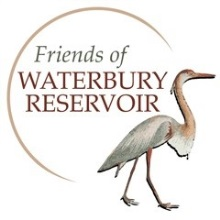 Friends of
WATERBURY
RESERVOIR